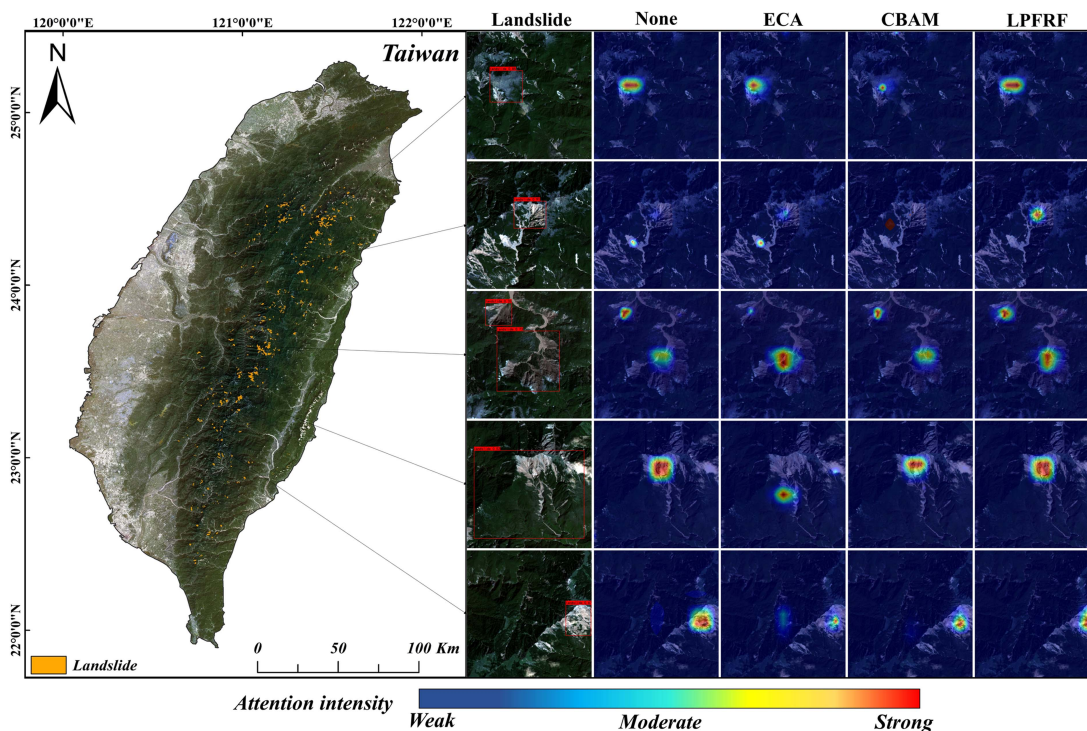 120°0'0"E 121°0'0"E 122°0'0"E
Landslide None ECA CBAM LPFRF
N
Taiwan
25°0'0"N
24°0'0"N
23°0'0"N
22°0'0"N
0 50 100 Km
Landslide
Attention intensity
Weak Moderate Strong